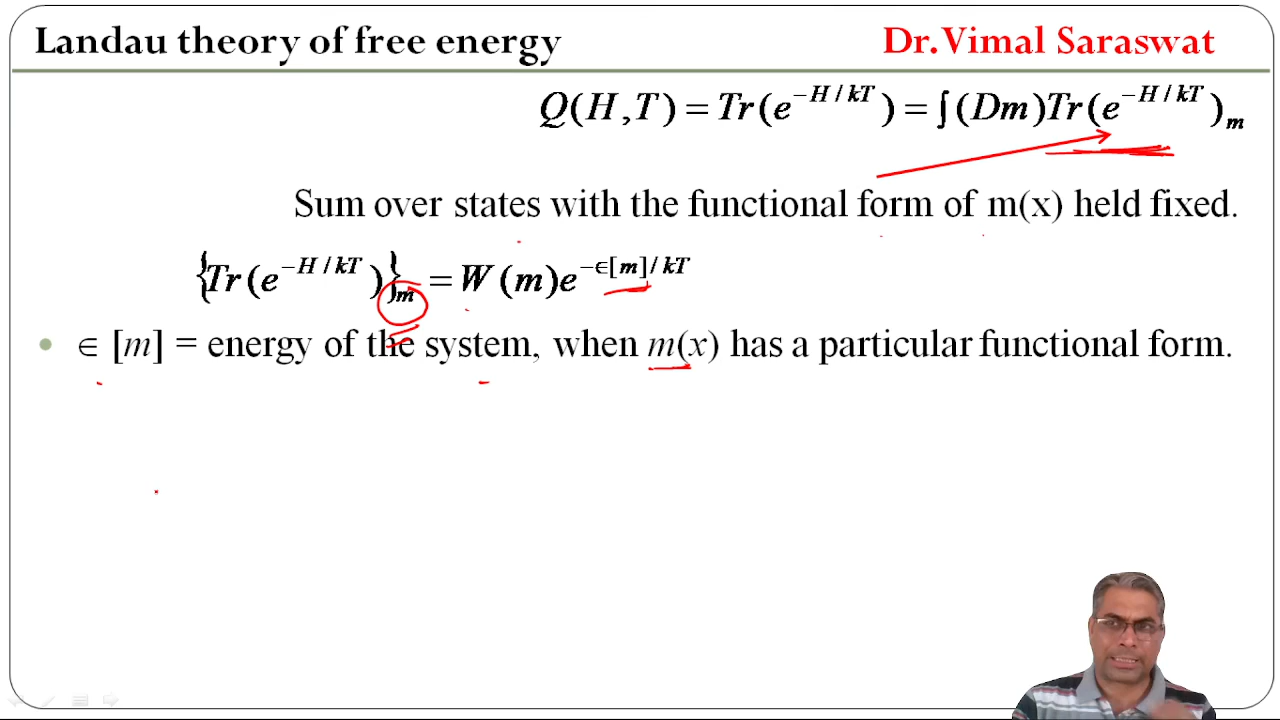 Landau theory of free energy Dr. Vimal Saraswat
Q(H,T) = Tr(e^{-H/kT}) = ∫(Dm)Tr(e^{-H/kT})_m
Sum over states with the functional form of m(x) held fixed.
{Tr(e^{-H/kT})}_m = W(m)e^{-∈[m]/kT}
• ∈ [m] = energy of the system, when m(x) has a particular functional form.